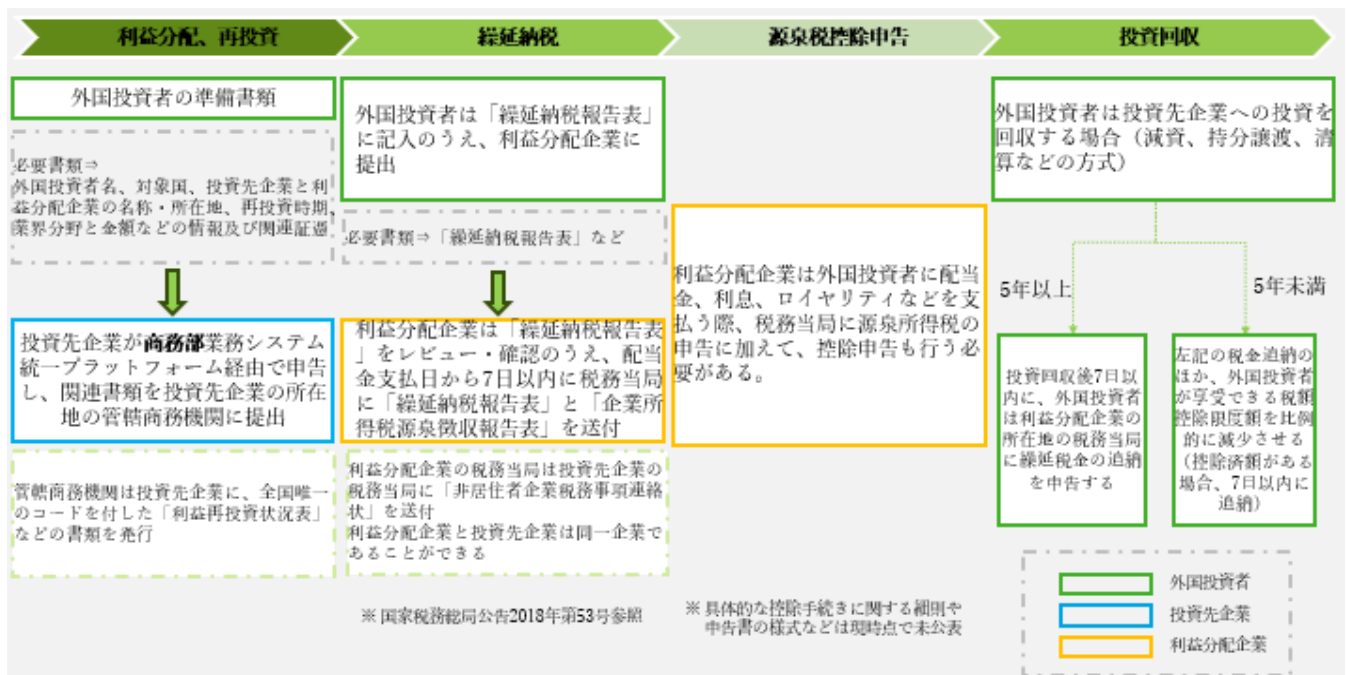 利益分配、再投資
繰延納税
源泉税控除申告
投資回収
外国投資者の準備書類
必要書類⇒
外国投資者名、対象国、投資先企業と利
益分配企業の名称・所在地、再投資時期、
業界分野と金額などの情報及び関連証憑
投資先企業が商務部業務システム
統一プラットフォーム経由で申告
し、関連書類を投資先企業の所在
地の管轄商務機関に提出
管轄商務機関は投資先企業に、全国唯一
のコードを付した「利益再投資状況表」
などの書類を発行
外国投資者は「繰延納税報告表」
に記入のうえ、利益分配企業に
提出
必要書類⇒「繰延納税報告表」など
利益分配企業は「繰延納税報告表
」をレビュー・確認のうえ、配当
金支払日から7日以内に税務当局
に「繰延納税報告表」と「企業所
得税源泉徴収報告表」を送付
利益分配企業の税務当局は投資先企業の
税務当局に「非居住者企業税務事項連絡
状」を送付
利益分配企業と投資先企業は同一企業で
あることができる
※ 国家税務総局公告2018年第53号参照
利益分配企業は外国投資者に配当
金、利息、ロイヤリティなどを支
払う際、税務当局に源泉所得税の
申告に加えて、控除申告も行う必
要がある。
※ 具体的な控除手続きに関する細則や
申告書の様式などは現時点で未公表
外国投資者は投資先企業への投資を
回収する場合（減資、持分譲渡、清
算などの方式）
5年以上
5年未満
投資回収後7日以
内に、外国投資者
は利益分配企業の
所在地の税務当局
に繰延税金の追納
を申告する
左記の税金追納の
ほか、外国投資者
が享受できる税額
控除限度額を比例
的に減少させる
（控除済額がある
場合、7日以内に
追納）
外国投資者
投資先企業
利益分配企業